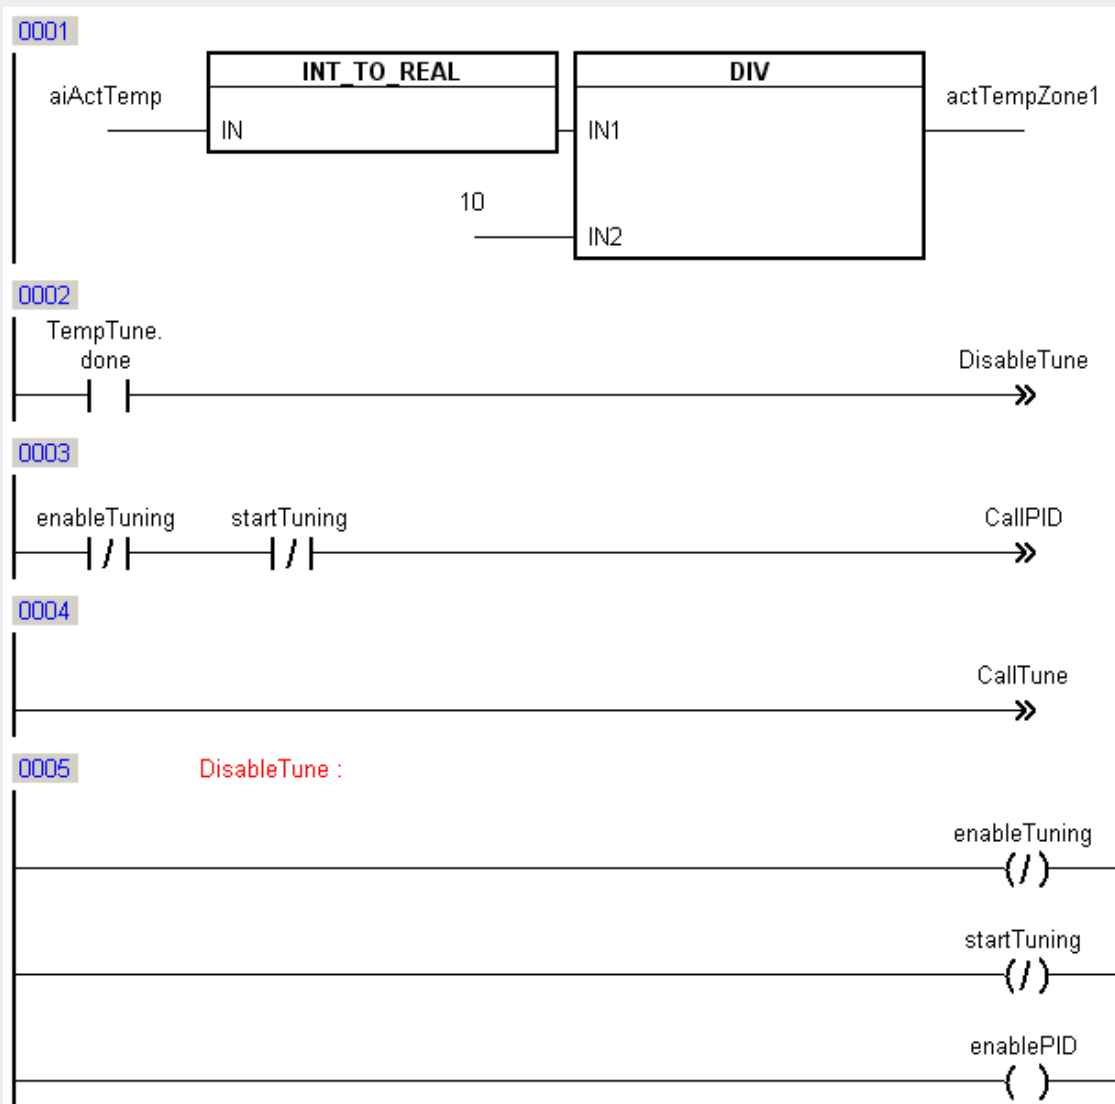 0001
INT_TO_REAL DIV
aiActTemp actTempZone1
IN IN1
10
IN2
0002
TempTune.
done DisableTune
0003
enableTuning startTuning CallPID
0004
CallTune
0005 DisableTune :
enableTuning
startTuning
enablePID